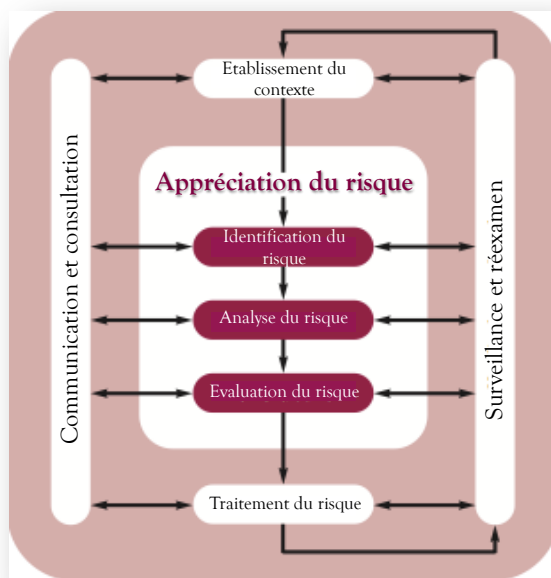 Etablissement du
contexte
Communication et consultation
Appréciation du risque
Identification du
risque
Analyse du risque
Evaluation du risque
Traitement du risque
Surveillance et réexamen